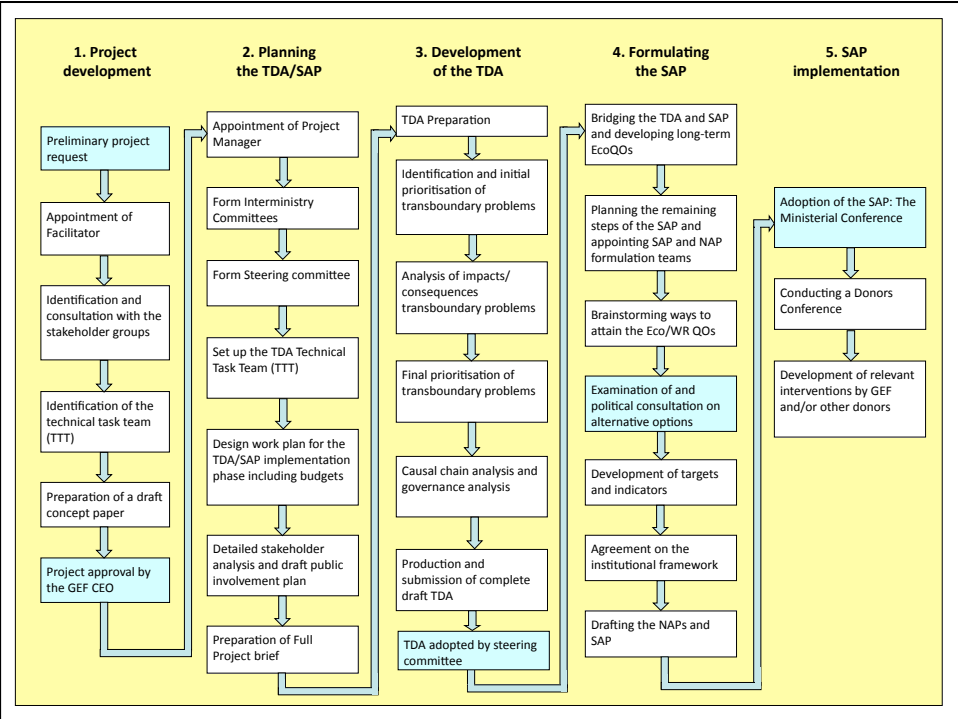 1. Project
development
Preliminary project
request
Appointment of
Facilitator
Identification and
consultation with the
stakeholder groups
Identification of the
technical task team
(TTT)
Preparation of a draft
concept paper
Project approval by
the GEF CEO
2. Planning
the TDA/SAP
Appointment of Project
Manager
Form Interministry
Committees
Form Steering committee
Set up the TDA Technical
Task Team (TTT)
Design work plan for the
TDA/SAP implementation
phase including budgets
Detailed stakeholder
analysis and draft public
involvement plan
Preparation of Full
Project brief
3. Development
of the TDA
TDA Preparation
Identification and initial
prioritisation of
transboundary problems
Analysis of impacts/
consequences
transboundary problems
Final prioritisation of
transboundary problems
Causal chain analysis and
governance analysis
Production and
submission of complete
draft TDA
TDA adopted by steering
committee
4. Formulating
the SAP
Bridging the TDA and SAP
and developing long-term
EcoQOs
Planning the remaining
steps of the SAP and
appointing SAP and NAP
formulation teams
Brainstorming ways to
attain the Eco/WR QOs
Examination of and
political consultation on
alternative options
Development of targets
and indicators
Agreement on the
institutional framework
Drafting the NAPs and
SAP
5. SAP
implementation
Adoption of the SAP: The
Ministerial Conference
Conducting a Donors
Conference
Development of relevant
interventions by GEF
and/or other donors